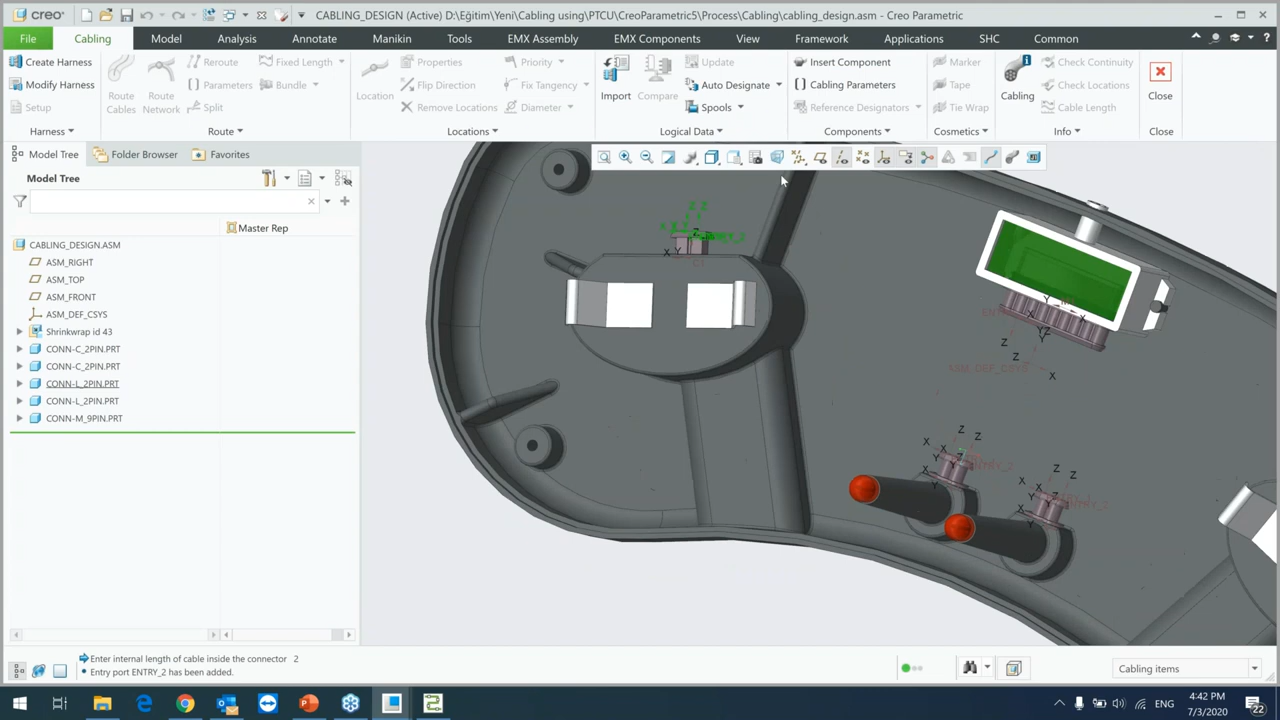 creo
CABLING_DESIGN (Active) D:\Eğitim\Yeni\Cabling using\PTCU\CreoParametric5\Process\Cabling\cabling_design.asm - Creo Parametric
File
Cabling
Model
Analysis
Annotate
Manikin
Tools
EMX Assembly
EMX Components
View
Framework
Applications
SHC
Common
Create Harness
Modify Harness
Setup
Harness
Route Cables
Route Network
Reroute
Parameters
Split
Fixed Length
Bundle
Route
Location
Properties
Flip Direction
Remove Locations
Priority
Fix Tangency
Diameter
Locations
Import
Compare
Update
Auto Designate
Spools
Logical Data
Insert Component
Cabling Parameters
Reference Designators
Components
Marker
Tape
Tie Wrap
Cosmetics
Cabling
Check Continuity
Check Locations
Cable Length
Info
Close
Close
Model Tree
Folder Browser
Favorites
Model Tree
Master Rep
CABLING_DESIGN.ASM
ASM_RIGHT
ASM_TOP
ASM_FRONT
ASM_DEF_CSYS
Shrinkwrap id 43
CONN-C_2PIN.PRT
CONN-C_2PIN.PRT
CONN-L_2PIN.PRT
CONN-L_2PIN.PRT
CONN-M_9PIN.PRT
ASM_DEF_CSYS
Enter internal length of cable inside the connector 2
Entry port ENTRY_2 has been added.
Cabling items
ENG
4:42 PM
7/3/2020
22